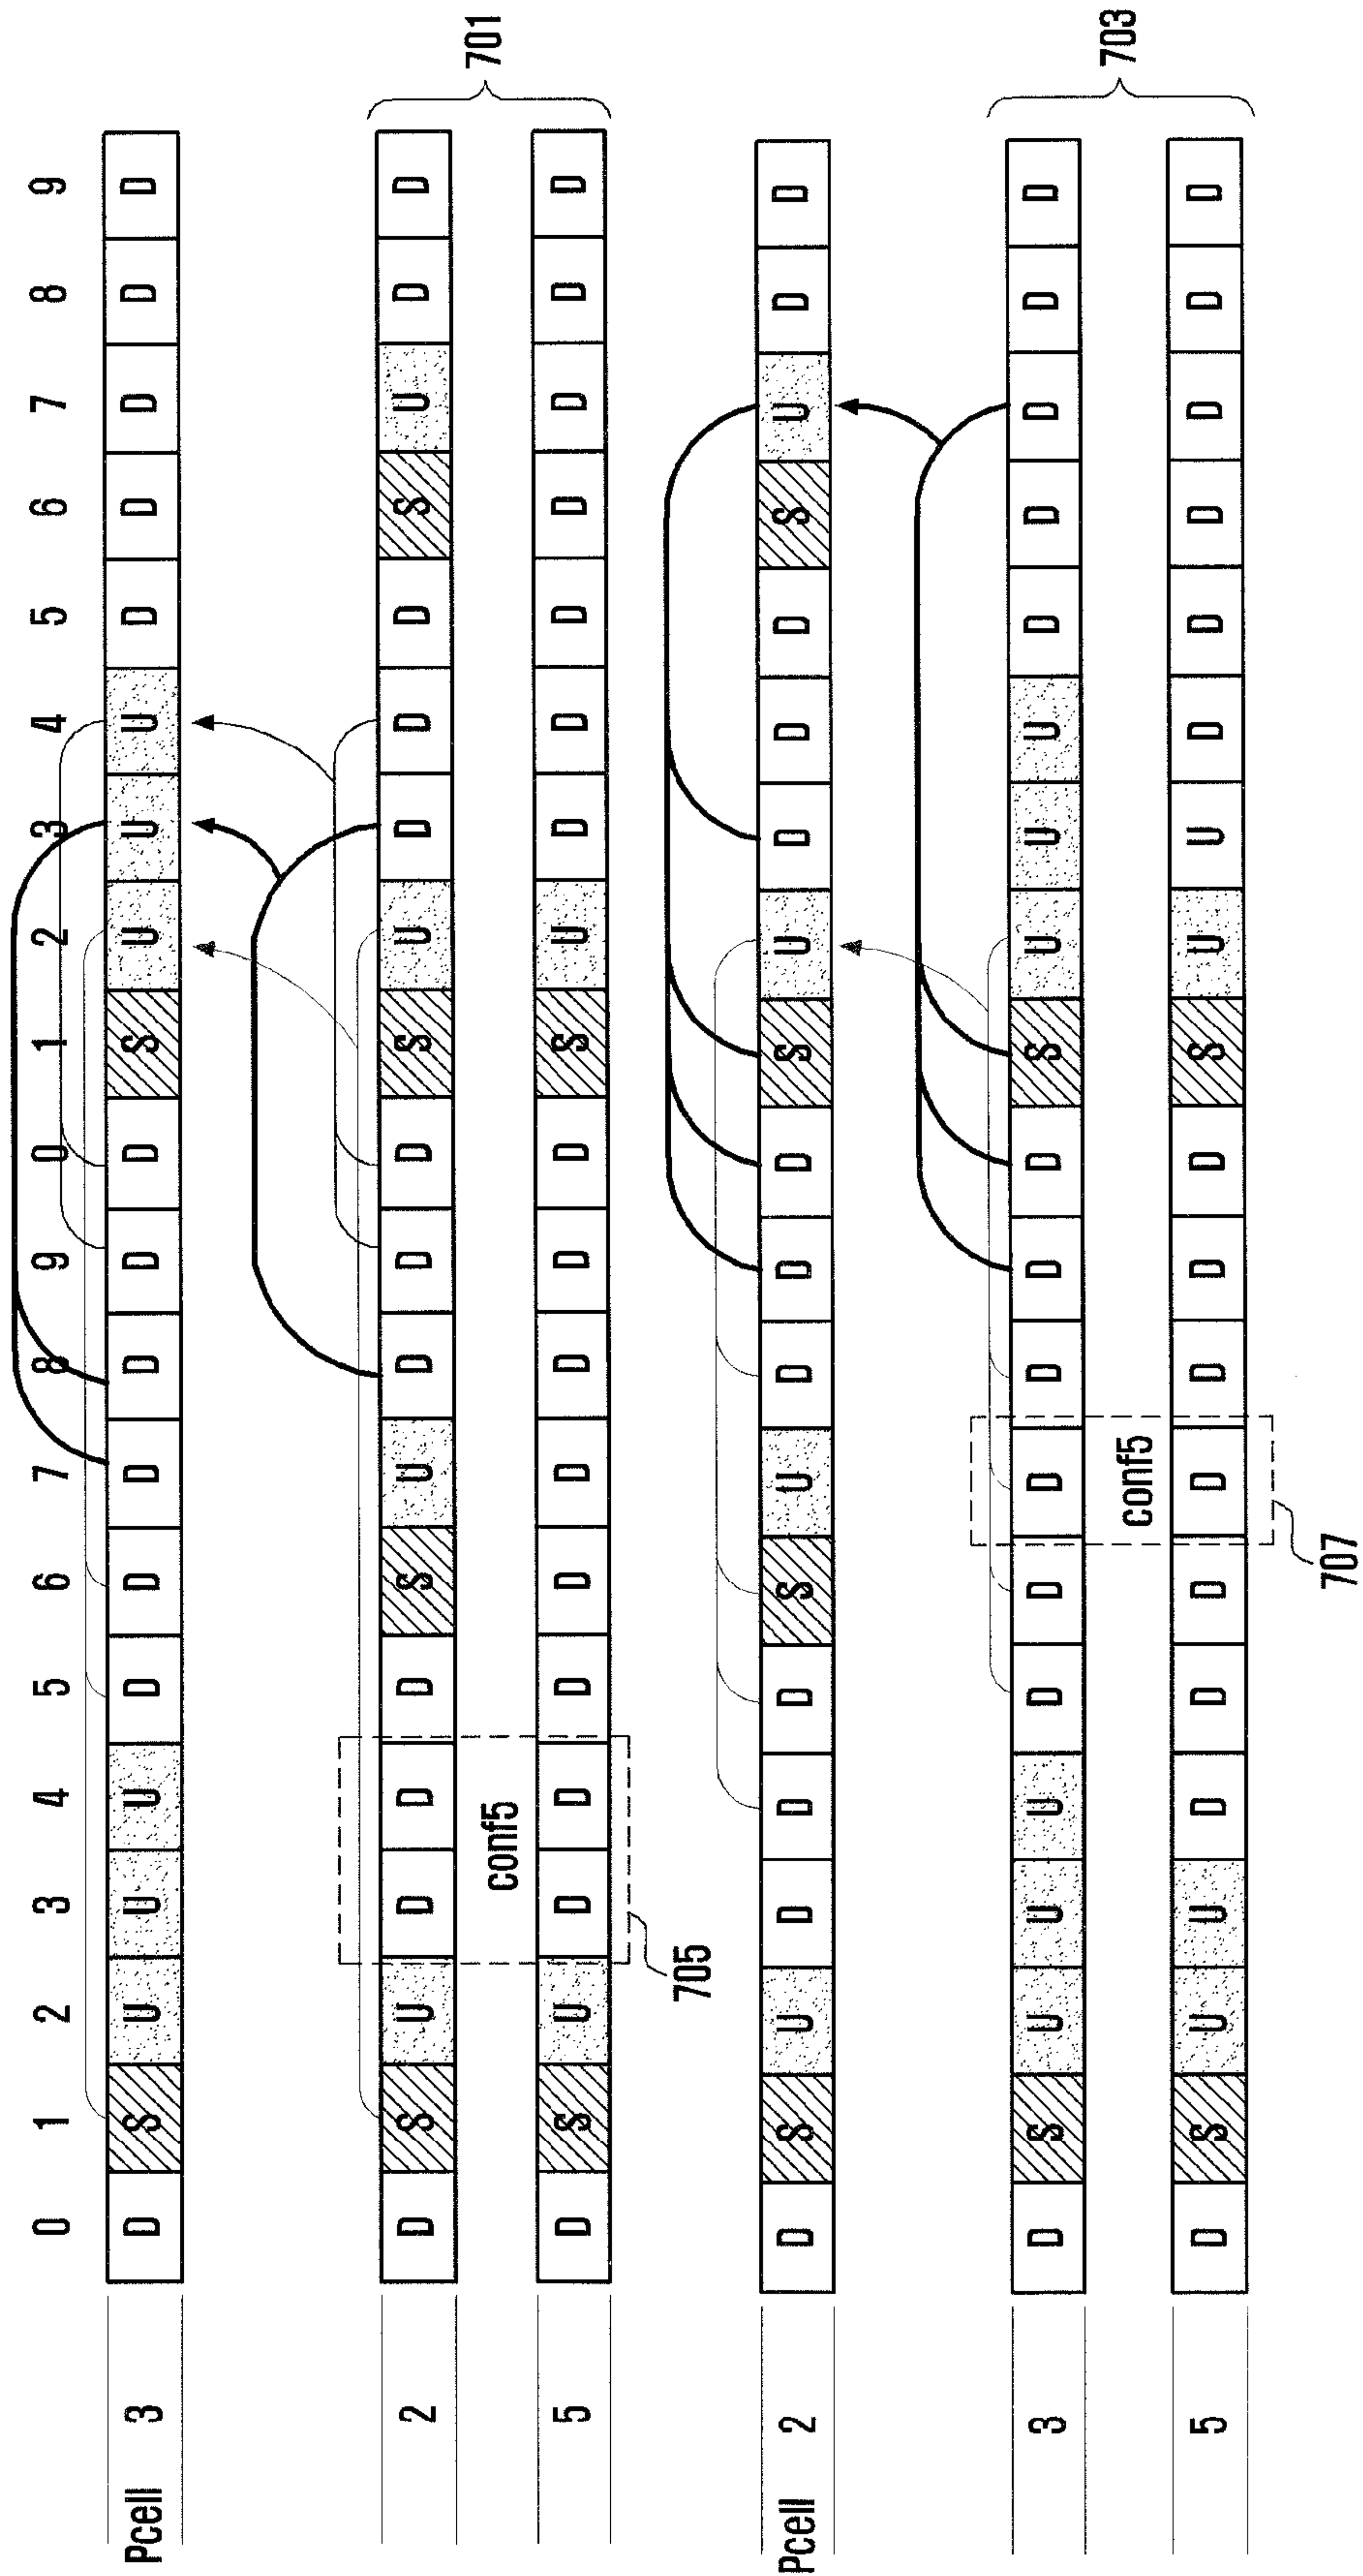 0 1 2 3 4 5 6 7 8 9 0 1 2 3 4 5 6 7 8 9
Pcell 3 D S U U U D D D D D D S U U U D D D D D
2 D S U D D D S U D D D S U D D D S U D D
conf5 701
5 D S U D D D D D D D D S U D D D D D D D
705
Pcell 2 D S U D D D S U D D D S U D D D S U D D
3 D S U U U D D D D D D S U U U D D D D D
conf5 703
5 D S U U D D D D D D D S U U D D D D D D
707